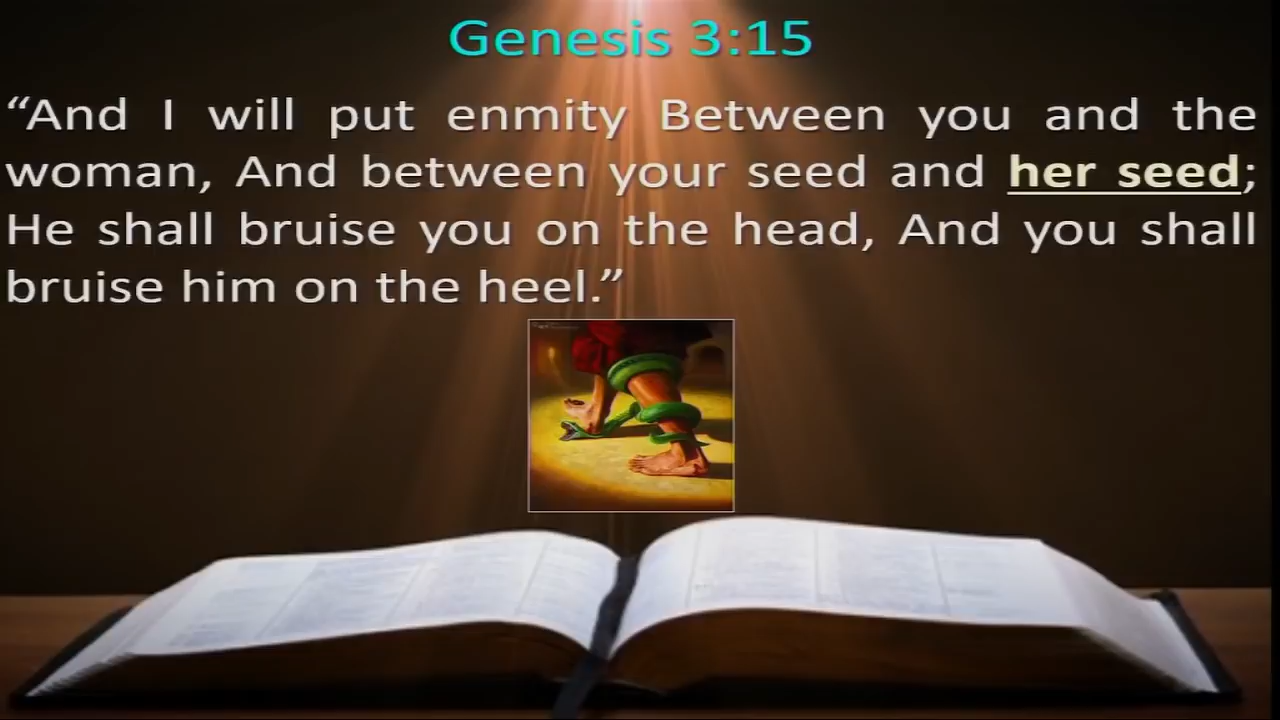 Genesis 3:15
“And I will put enmity Between you and the
woman, And between your seed and her seed;
He shall bruise you on the head, And you shall
bruise him on the heel.”